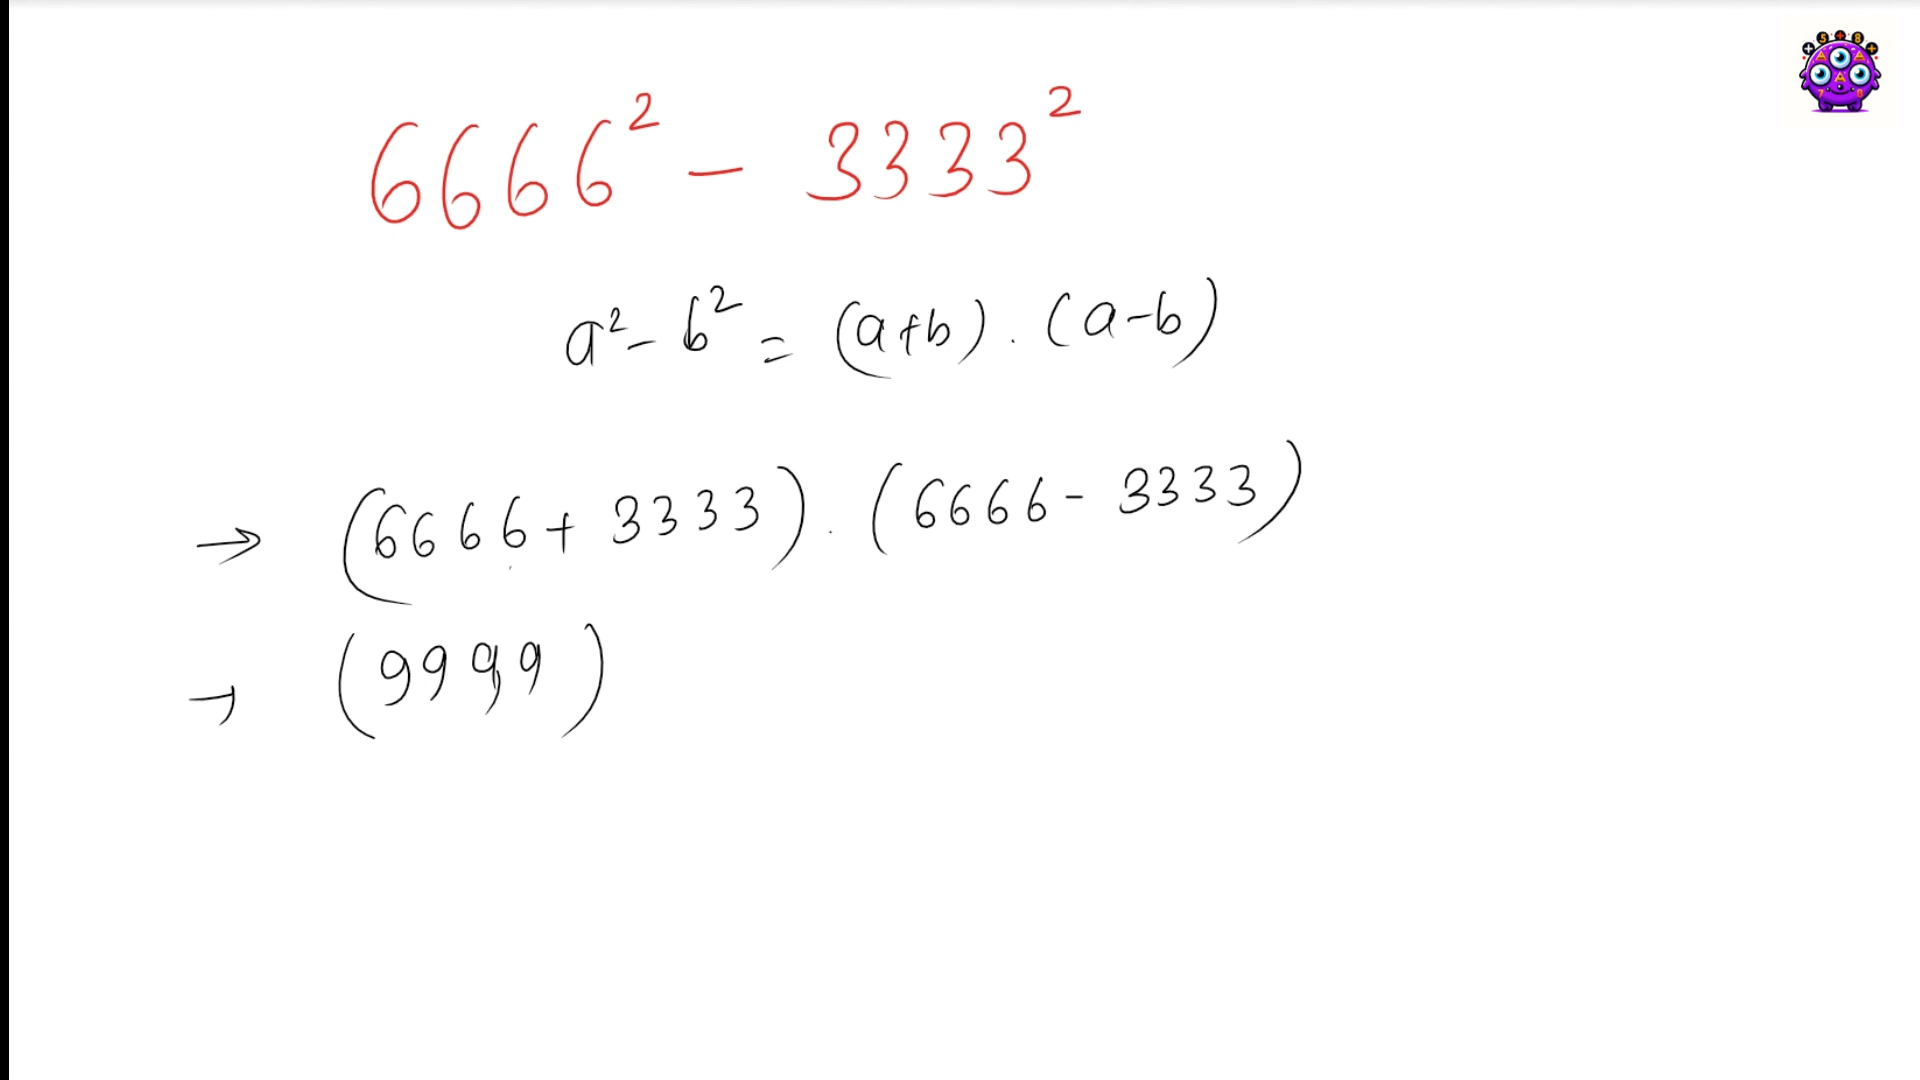 6666² - 3333²
a² - b² = (a+b) . (a-b)
→ (6666 + 3333) . (6666 - 3333)
→ (9999)